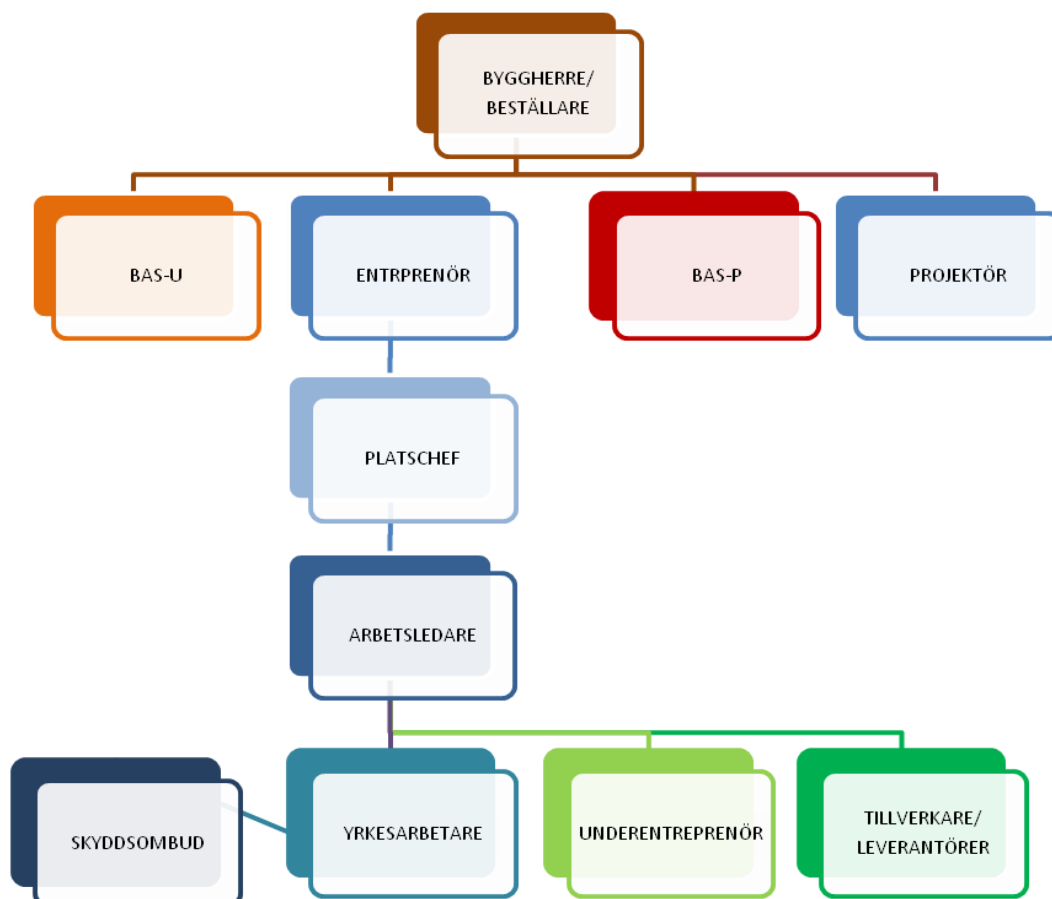 BYGGHERRE/
BESTÄLLARE
BAS-U
ENTRPRENÖR
BAS-P
PROJEKTÖR
PLATSCHEF
ARBETSLEDARE
SKYDDSOMBUD
YRKESARBETARE
UNDERENTREPRENÖR
TILLVERKARE/
LEVERANTÖRER